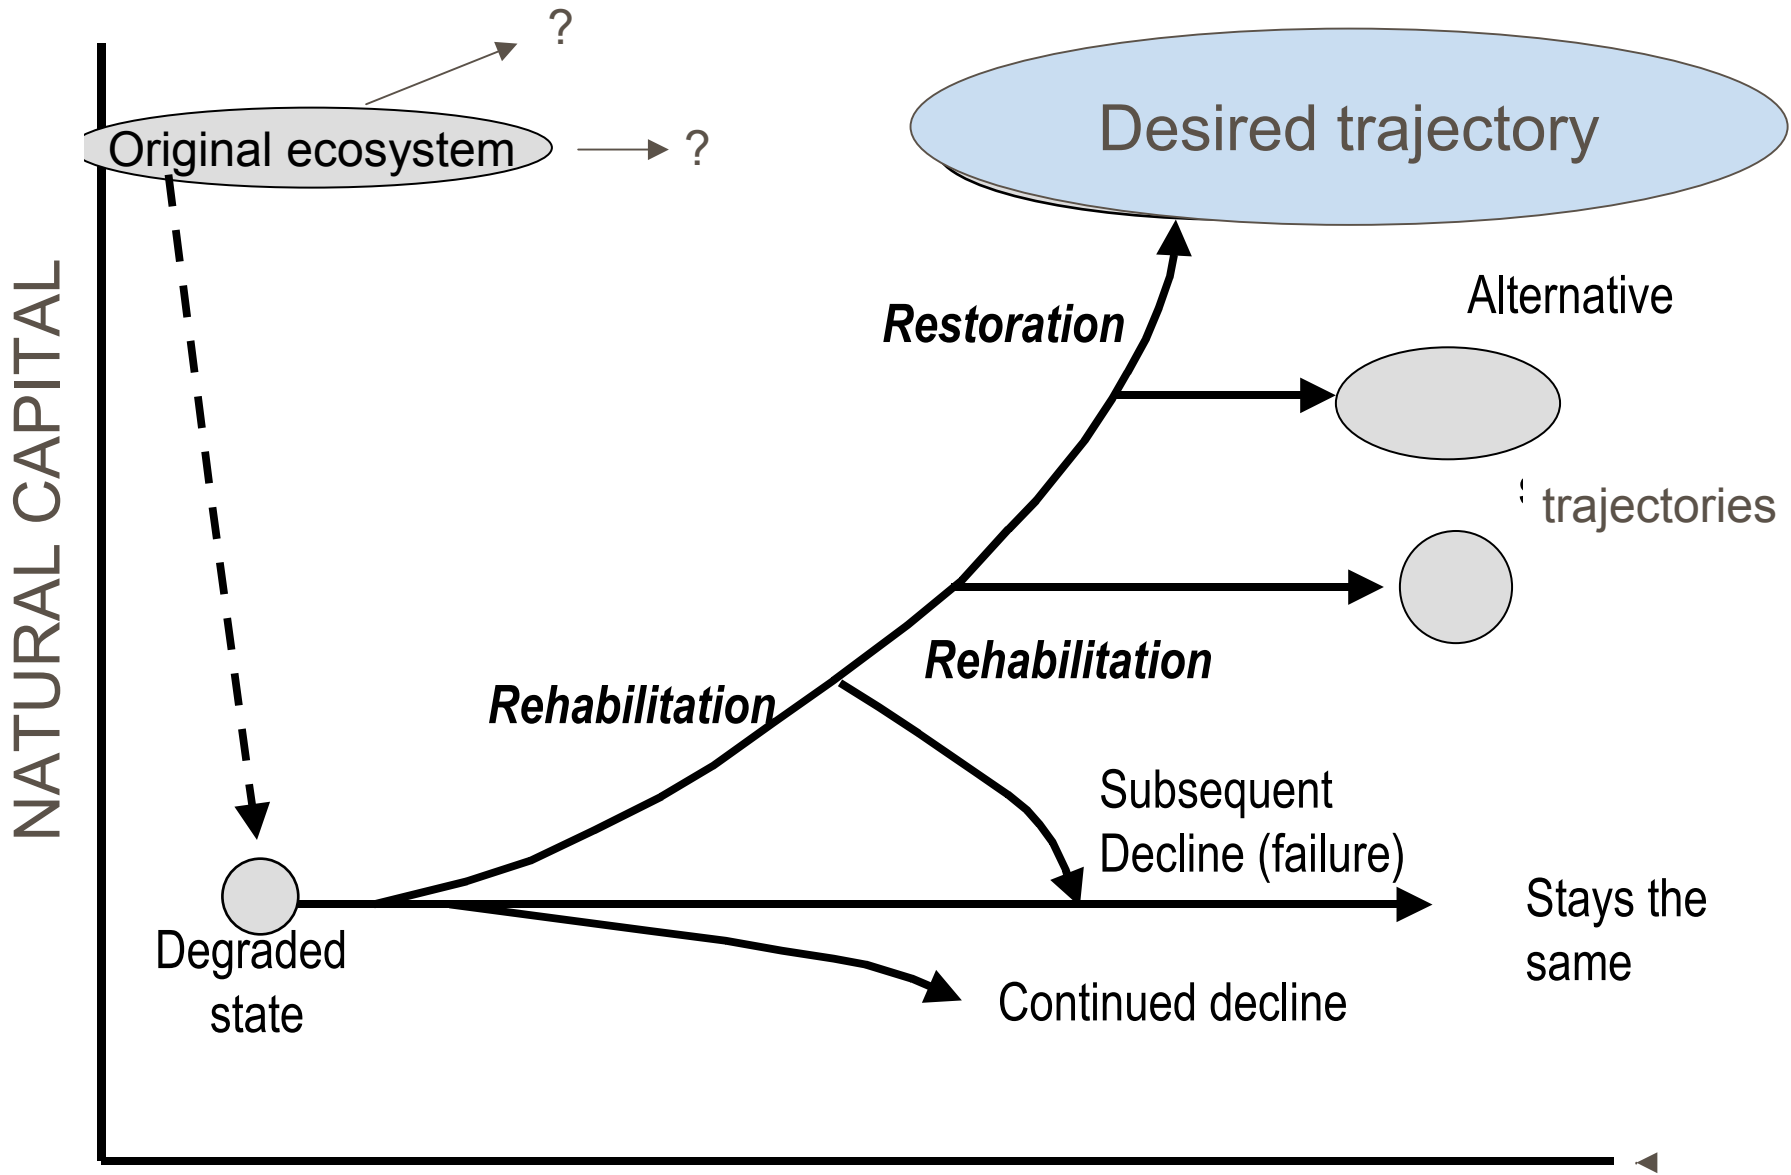 ?
Original ecosystem
?
Desired trajectory
NATURAL CAPITAL
Alternative
Restoration
trajectories
Rehabilitation
Rehabilitation
Subsequent
Decline (failure)
Stays the
same
Degraded
state
Continued decline